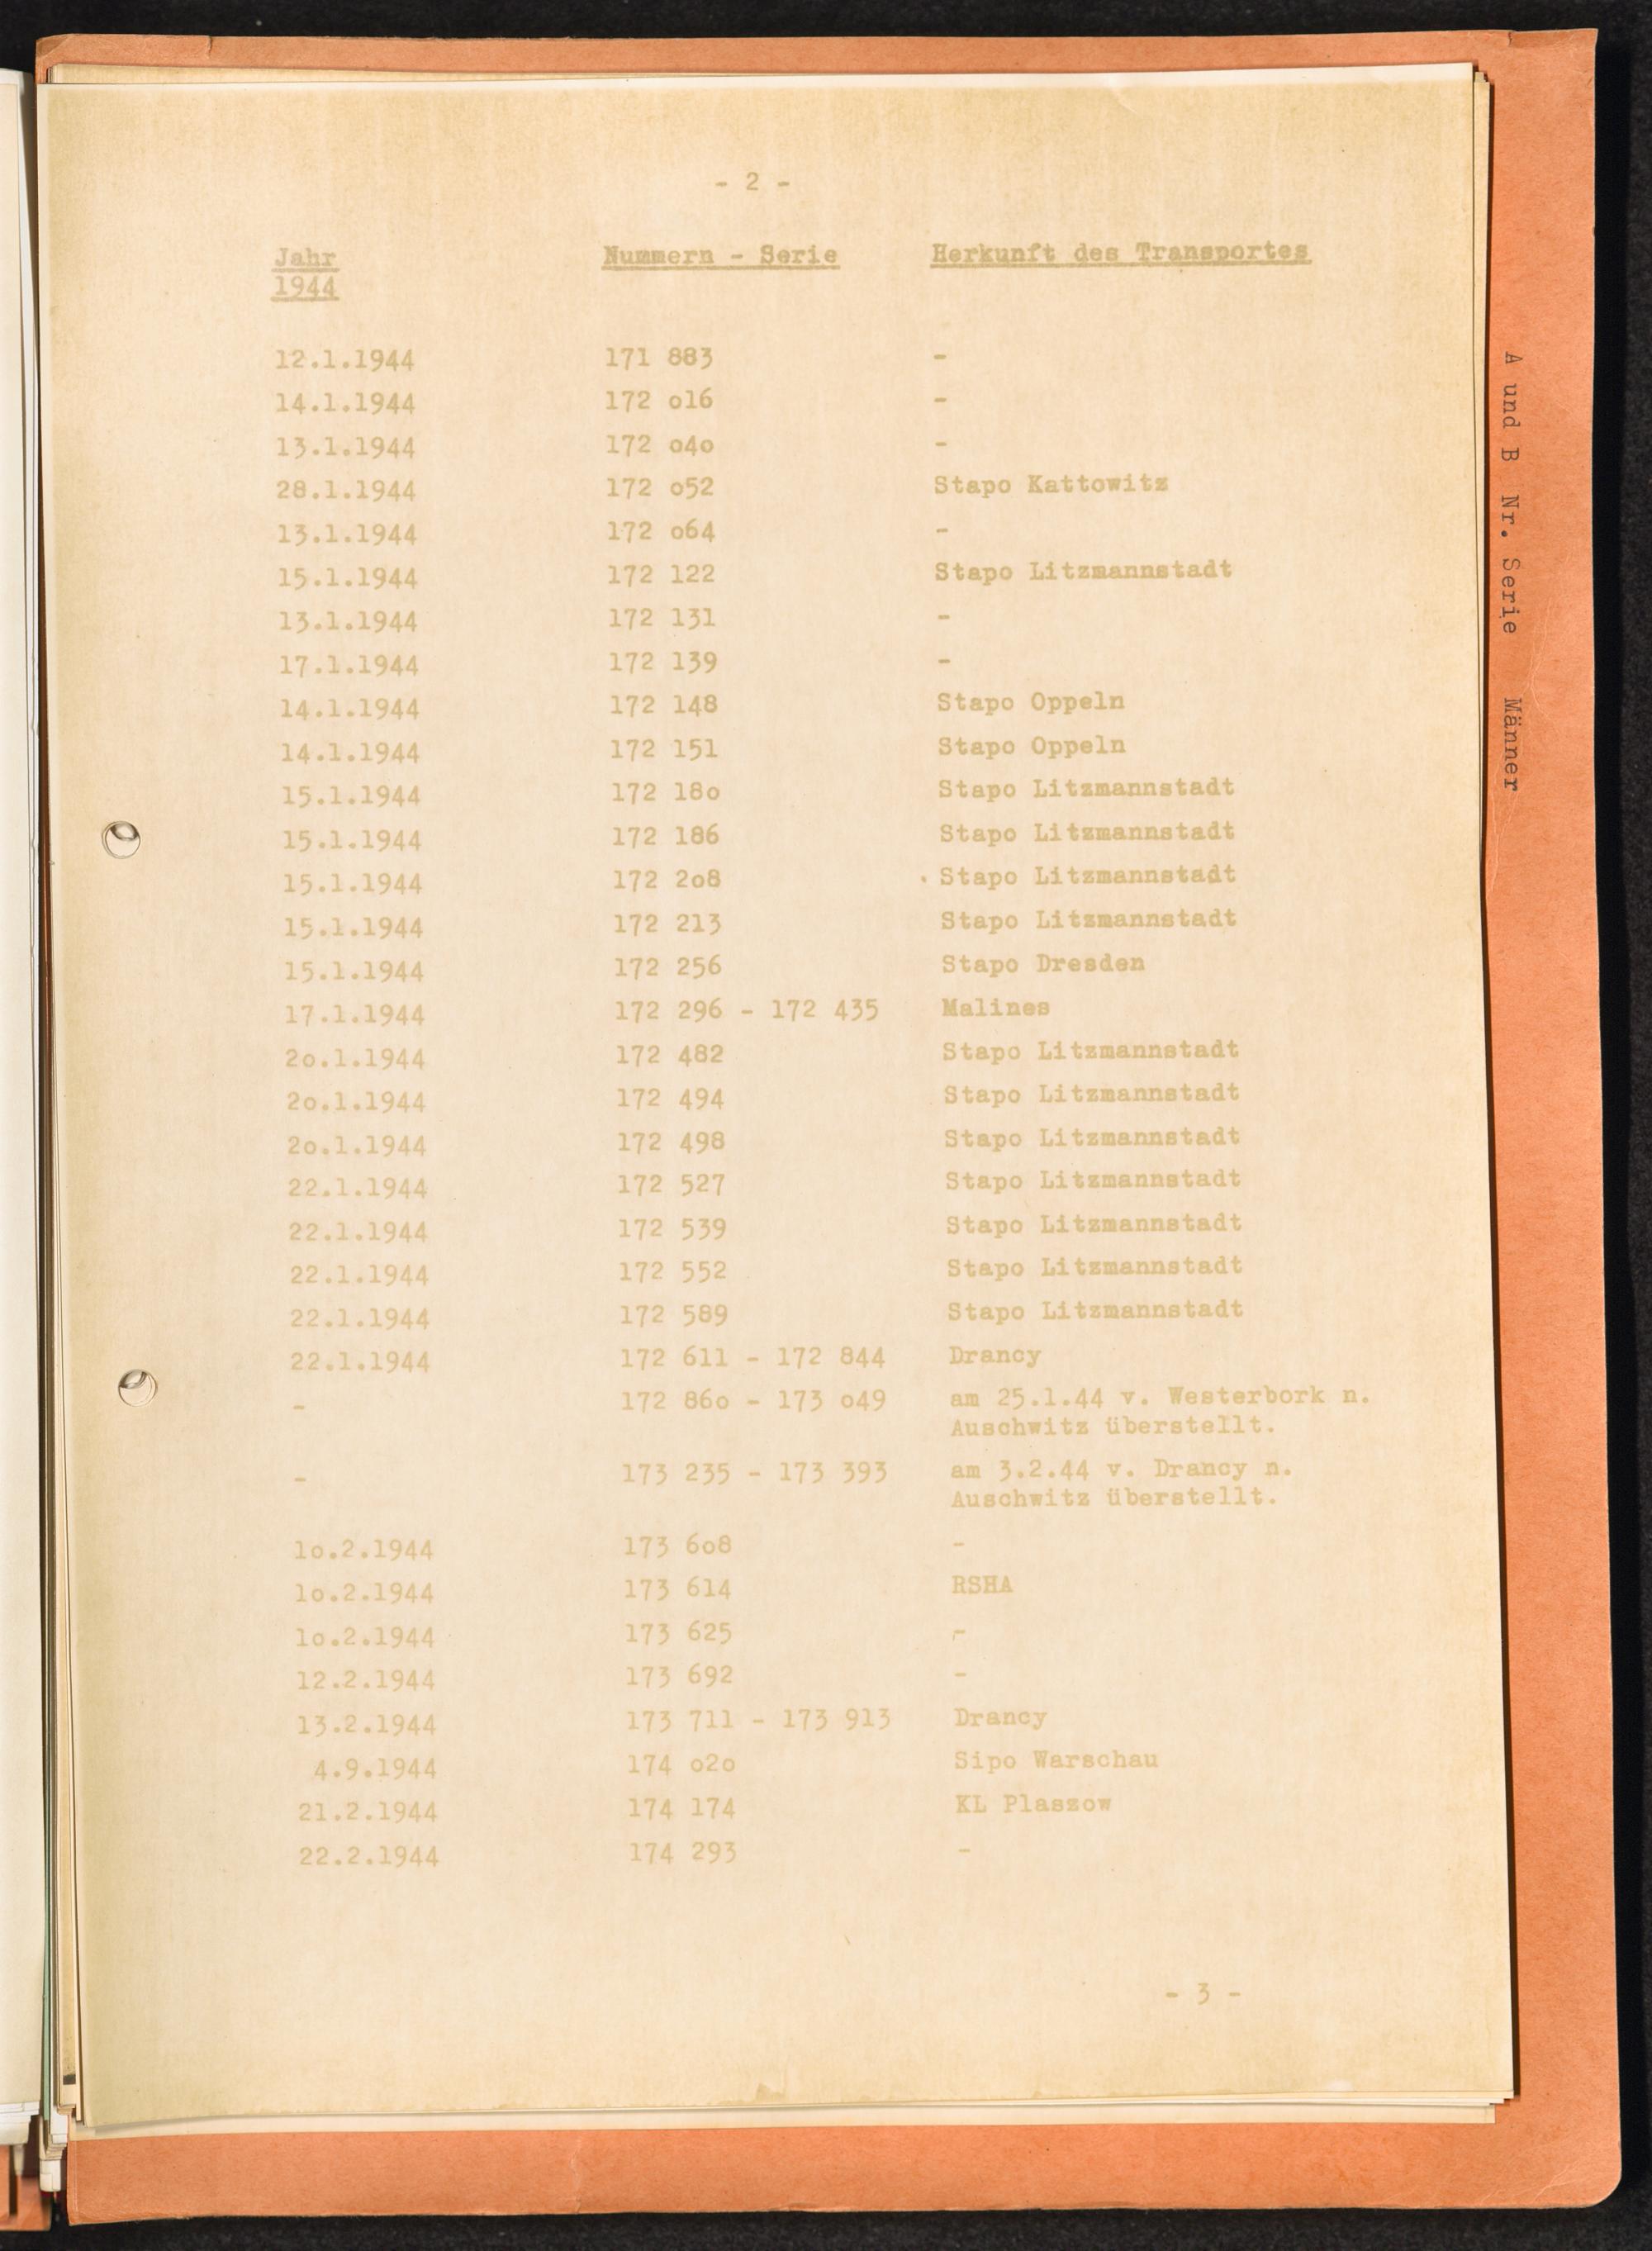 - 2 -
Jahr Nummern - Serie Herkunft des Transportes
1944
12.1.1944 171 883 -
14.1.1944 172 o16 -
13.1.1944 172 o4o -
28.1.1944 172 o52 Stapo Kattowitz
13.1.1944 172 o64 -
15.1.1944 172 122 Stapo Litzmannstadt
13.1.1944 172 131 -
17.1.1944 172 139 -
14.1.1944 172 148 Stapo Oppeln
14.1.1944 172 151 Stapo Oppeln
15.1.1944 172 18o Stapo Litzmannstadt
15.1.1944 172 186 Stapo Litzmannstadt
15.1.1944 172 2o8 Stapo Litzmannstadt
15.1.1944 172 213 Stapo Litzmannstadt
15.1.1944 172 256 Stapo Dresden
17.1.1944 172 296 - 172 435 Malines
2o.1.1944 172 482 Stapo Litzmannstadt
2o.1.1944 172 494 Stapo Litzmannstadt
2o.1.1944 172 498 Stapo Litzmannstadt
22.1.1944 172 527 Stapo Litzmannstadt
22.1.1944 172 539 Stapo Litzmannstadt
22.1.1944 172 552 Stapo Litzmannstadt
22.1.1944 172 589 Stapo Litzmannstadt
22.1.1944 172 611 - 172 844 Drancy
- 172 86o - 173 o49 am 25.1.44 v. Westerbork n.
Auschwitz überstellt.
- 173 235 - 173 393 am 3.2.44 v. Drancy n.
Auschwitz überstellt.
1o.2.1944 173 6o8 -
1o.2.1944 173 614 RSHA
1o.2.1944 173 625 -
12.2.1944 173 692 -
13.2.1944 173 711 - 173 913 Drancy
4.9.1944 174 o2o Sipo Warschau
21.2.1944 174 174 KL Plaszow
22.2.1944 174 293 -
- 3 -
A und B Nr. Serie Männer